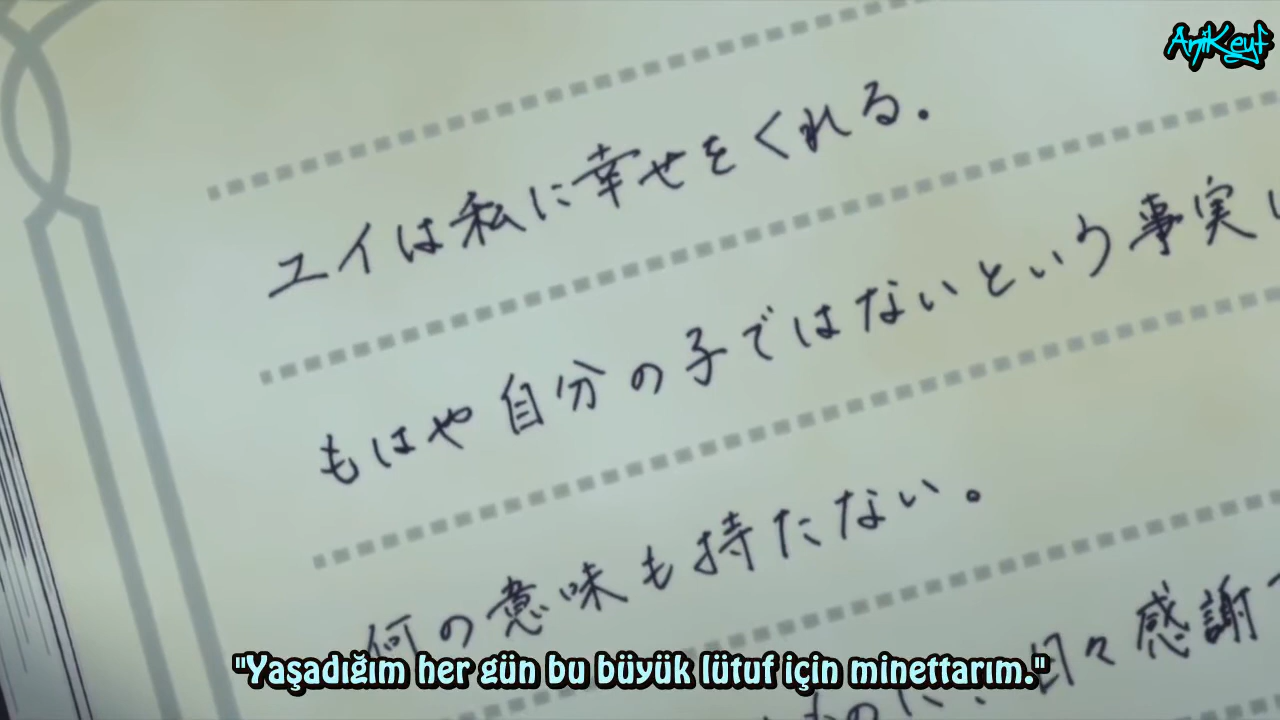 AniKeyf
ユイは私に幸せをくれる。
もはや自分の子ではないという事実
何の意味も持たない。
日々感謝
"Yaşadığım her gün bu büyük lütuf için minettarım."